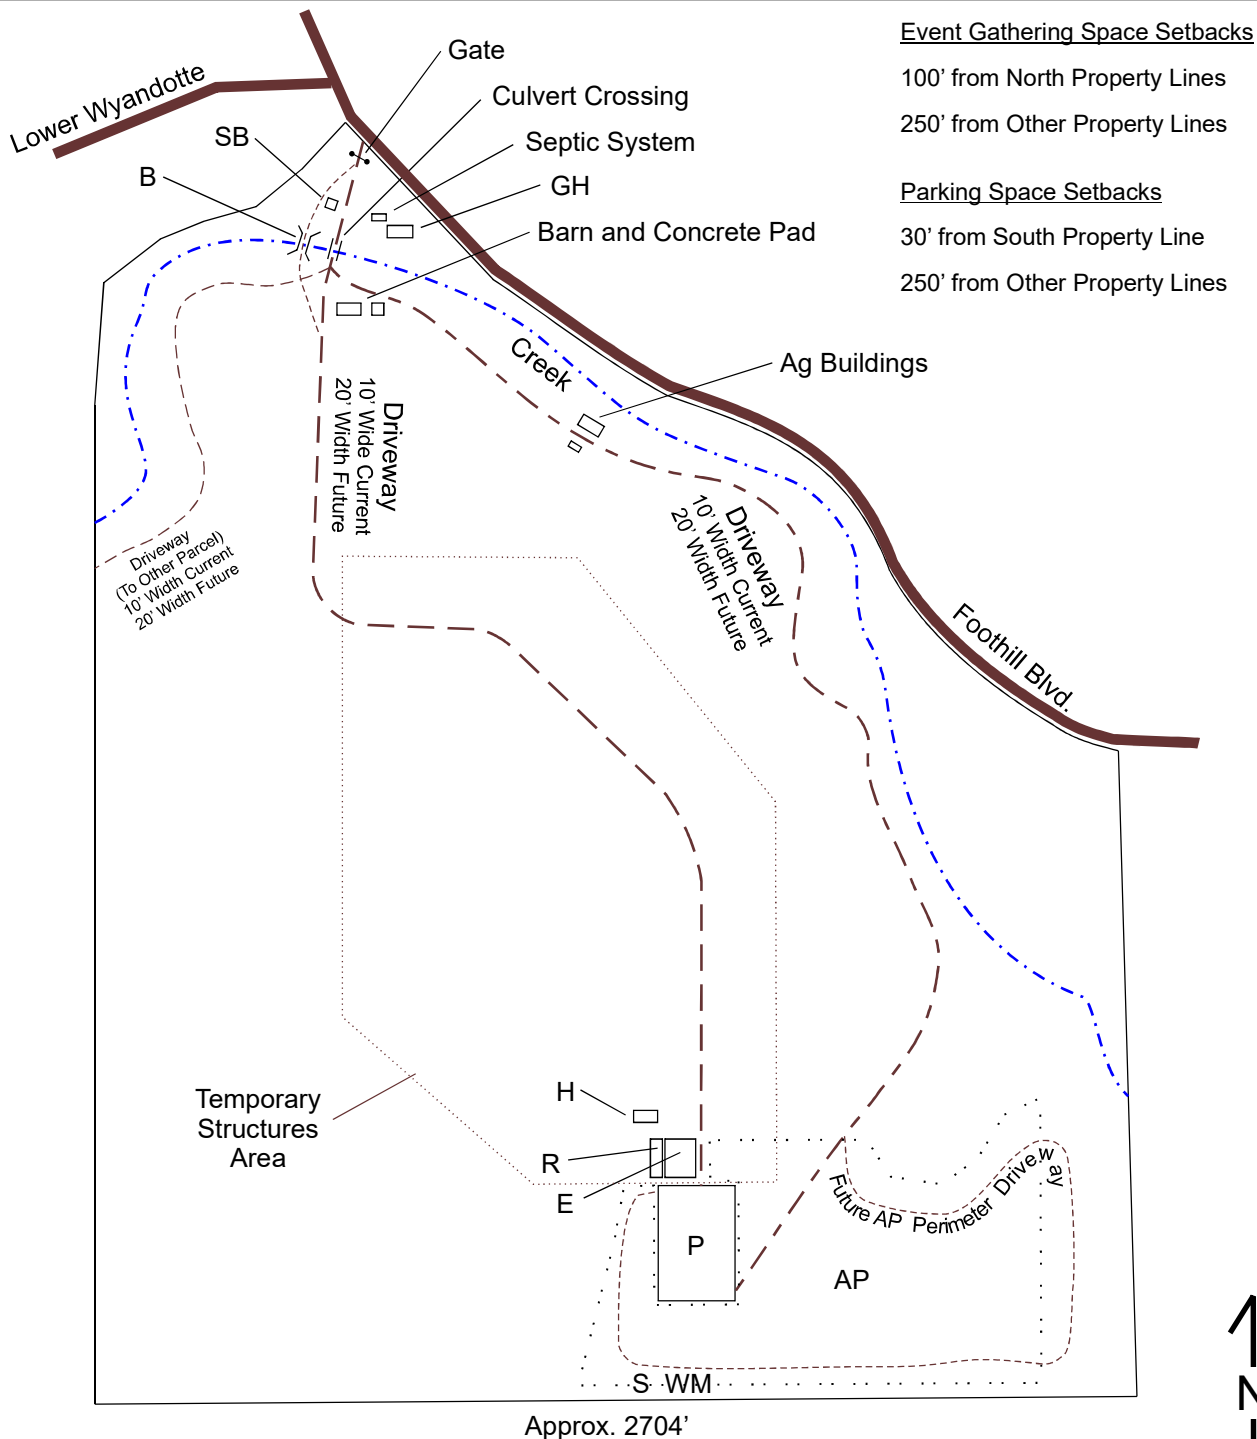 Event Gathering Space Setbacks
100’ from North Property Lines
250’ from Other Property Lines
Parking Space Setbacks
30’ from South Property Line
250’ from Other Property Lines
Gate
Lower Wyandotte
Culvert Crossing
SB
Septic System
B
GH
Barn and Concrete Pad
Creek
Ag Buildings
Driveway
10’ Wide Current
20’ Width Future
Driveway
10’ Width Current
20’ Width Future
Driveway
(To Other Parcel)
10’ Width Current
20’ Width Future
Foothill Blvd.
Temporary
Structures
Area
H
R
E
Future AP Perimeter Driveway
P
AP
S WM
N
Approx. 2704’